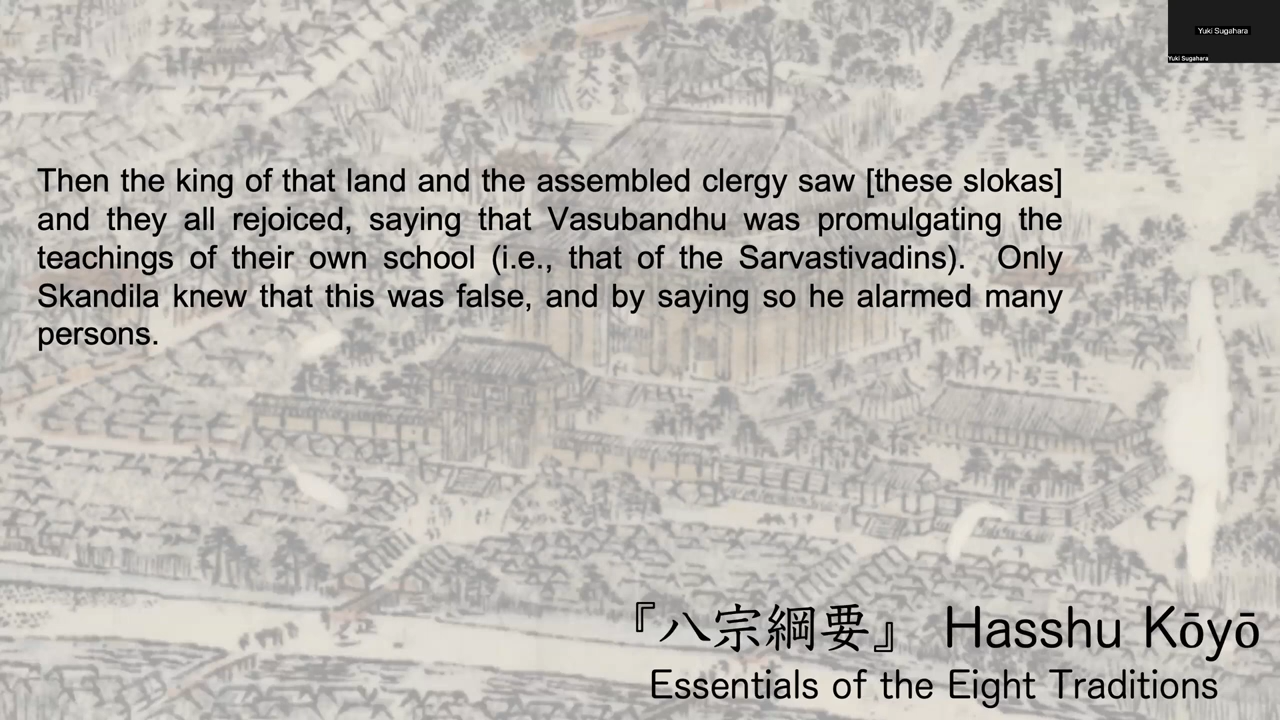 Yuki Sugahara
Yuki Sugahara
Then the king of that land and the assembled clergy saw [these slokas]
and they all rejoiced, saying that Vasubandhu was promulgating the
teachings of their own school (i.e., that of the Sarvastivadins). Only
Skandila knew that this was false, and by saying so he alarmed many
persons.
『八宗綱要』 Hasshu Kōyō
Essentials of the Eight Traditions